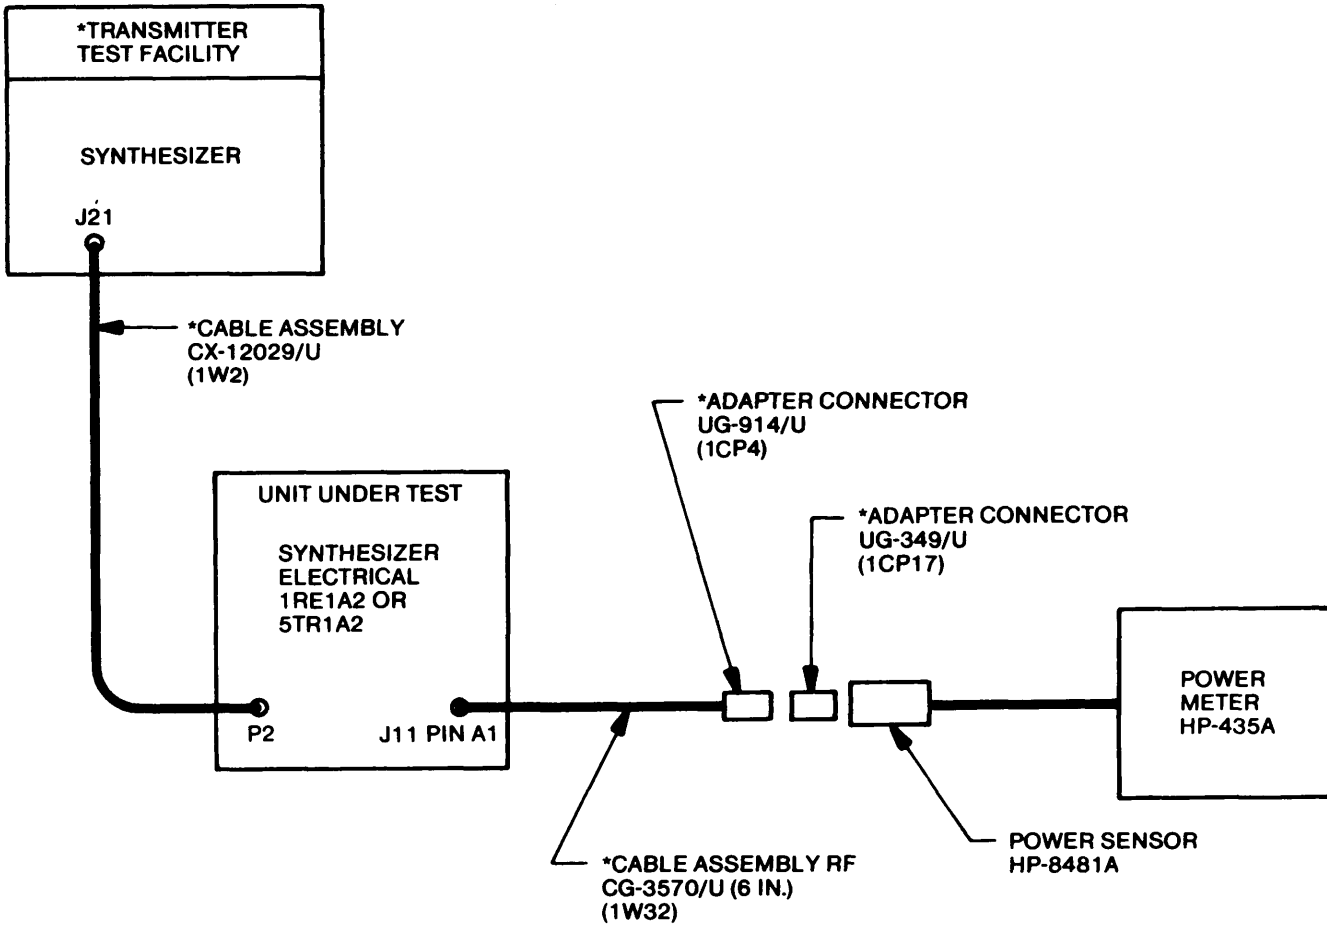 *TRANSMITTER
TEST FACILITY
SYNTHESIZER
J21
*CABLE ASSEMBLY
CX-12029/U
(1W2)
*ADAPTER CONNECTOR
UG-914/U
(1CP4)
UNIT UNDER TEST
SYNTHESIZER
ELECTRICAL
1RE1A2 OR
5TR1A2
P2
J11 PIN A1
*ADAPTER CONNECTOR
UG-349/U
(1CP17)
POWER
METER
HP-435A
*CABLE ASSEMBLY RF
CG-3570/U (6 IN.)
(1W32)
POWER SENSOR
HP-8481A